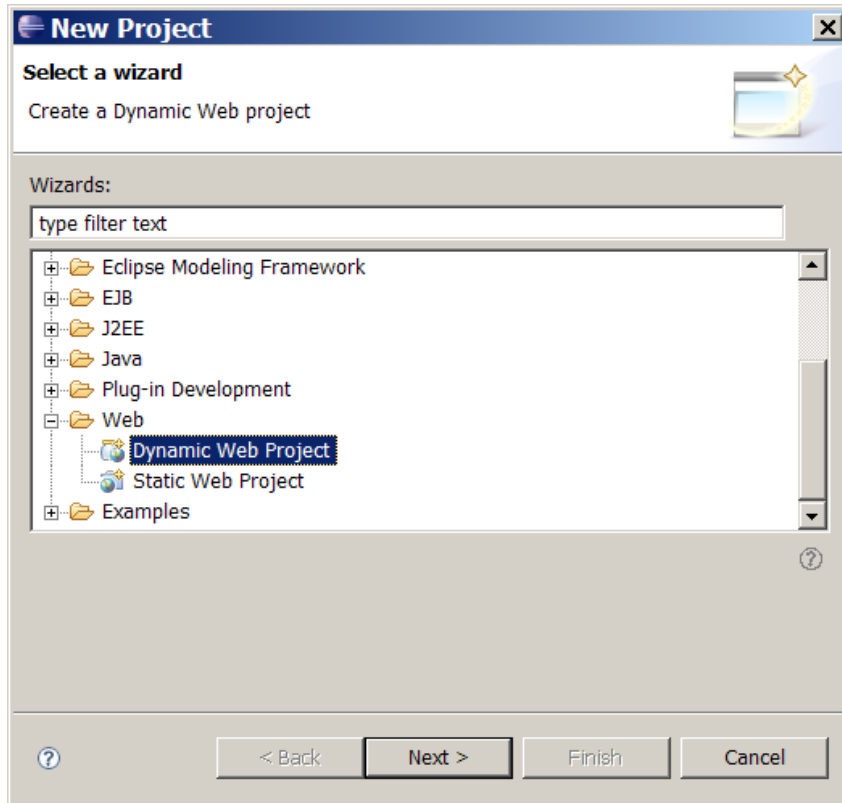 New Project
Select a wizard
Create a Dynamic Web project
Wizards:
type filter text
Eclipse Modeling Framework
EJB
J2EE
Java
Plug-in Development
Web
Dynamic Web Project
Static Web Project
Examples
< Back Next > Finish Cancel